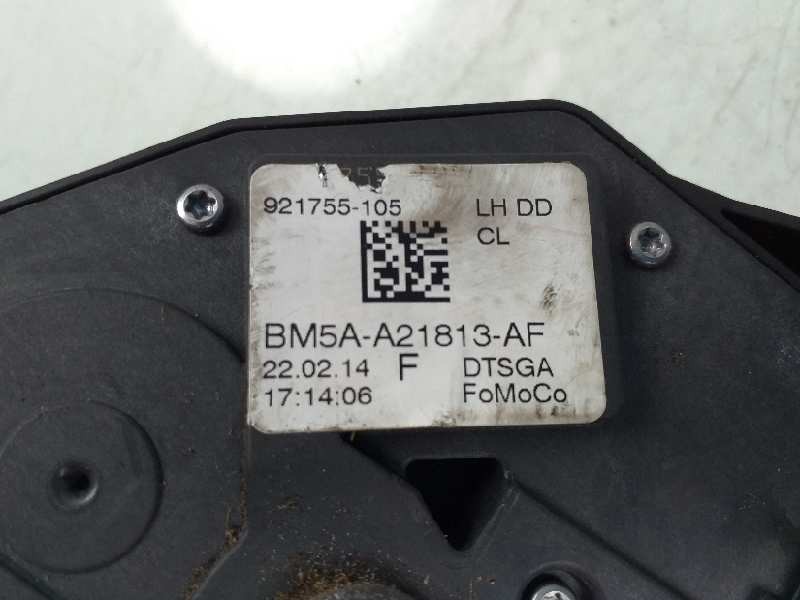 921755-105 LH DD
CL
BM5A-A21813-AF
22.02.14 F DTSGA
17:14:06 FoMoCo